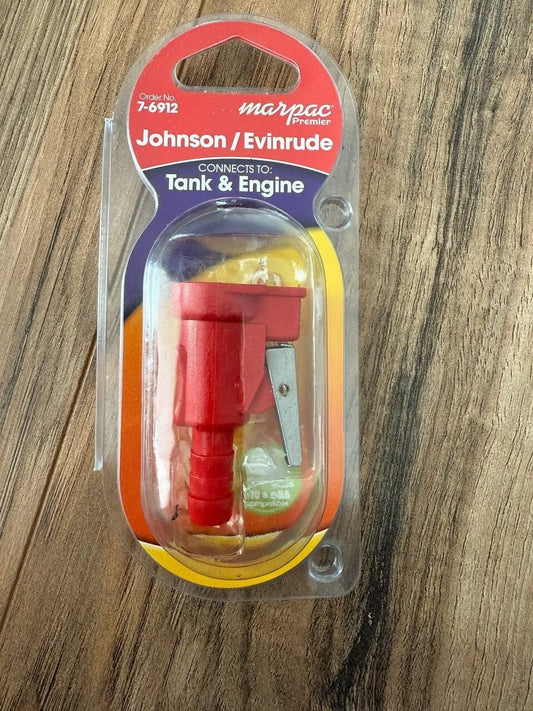 Order No.
7-6912
marpac
Premier
Johnson / Evinrude
CONNECTS TO:
Tank & Engine